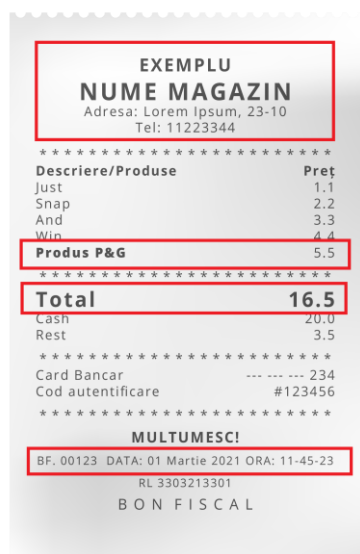 EXEMPLU
NUME MAGAZIN
Adresa: Lorem Ipsum, 23-10
Tel: 11223344
* * * * * * * * * * * * * * * * * * * * * * * *
Descriere/Produse Preț
Just 1.1
Snap 2.2
And 3.3
Win 4.4
Produs P&G 5.5
* * * * * * * * * * * * * * * * * * * * * * * *
Total 16.5
Cash 20.0
Rest 3.5
* * * * * * * * * * * * * * * * * * * * * * * *
Card Bancar --- --- --- 234
Cod autentificare #123456
* * * * * * * * * * * * * * * * * * * * * * * *
MULTUMESC!
BF. 00123 DATA: 01 Martie 2021 ORA: 11-45-23
RL 3303213301
BON FISCAL